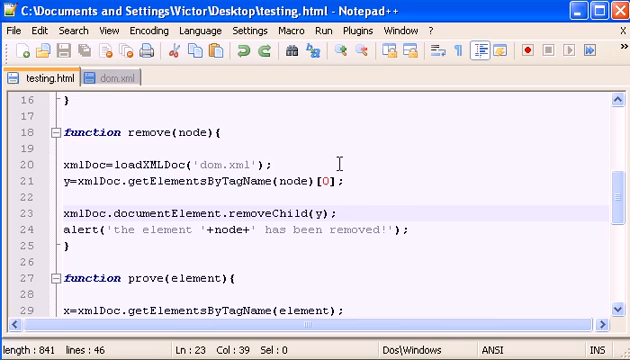 C:\Documents and Settings\Victor\Desktop\testing.html - Notepad++
File Edit Search View Format Language Settings Macro Run Plugins Window ? X
testing.html dom.xml
16 }
17
18 function remove(node){
19
20 xmlDoc=loadXMLDoc('dom.xml');
21 y=xmlDoc.getElementsByTagName(node)[0];
22
23 xmlDoc.documentElement.removeChild(y);
24 alert('the element '+node+' has been removed!');
25 }
26
27 function prove(element){
28
29 x=xmlDoc.getElementsByTagName(element);
length : 841 lines : 46 Ln : 23 Col : 39 Sel : 0 Dos\Windows ANSI INS